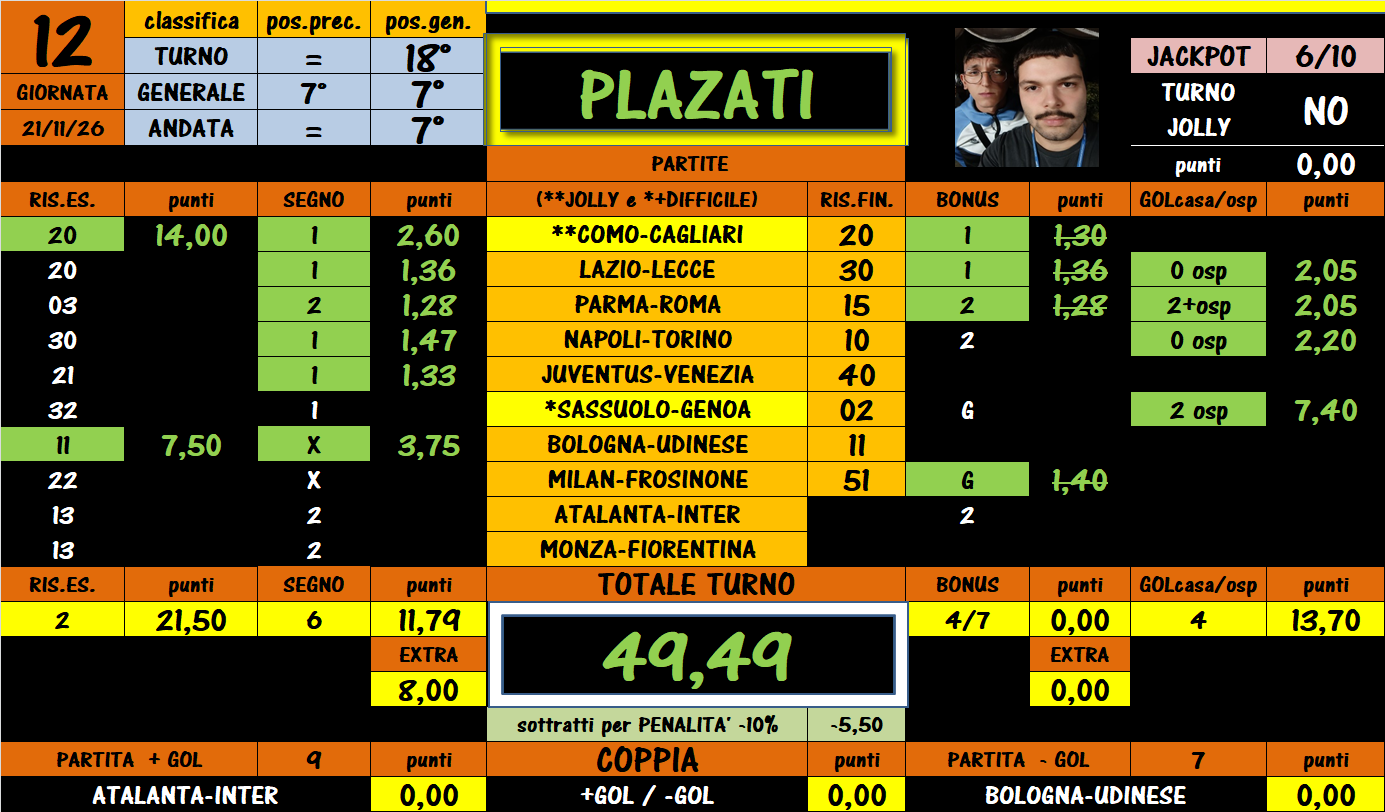 12 classifica pos.prec. pos.gen.
TURNO = 18°
GIORNATA GENERALE 7° 7°
21/11/26 ANDATA = 7°
PLAZATI
JACKPOT 6/10
TURNO JOLLY NO
punti 0,00
PARTITE
RIS.ES. punti SEGNO punti (**JOLLY e *+DIFFICILE) RIS.FIN. BONUS punti GOLcasa/osp punti
20 14,00 1 2,60 **COMO-CAGLIARI 20 1 1,30
20 1 1,36 LAZIO-LECCE 30 1 1,36 0 osp 2,05
03 2 1,28 PARMA-ROMA 15 2 1,28 2+osp 2,05
30 1 1,47 NAPOLI-TORINO 10 2 0 osp 2,20
21 1 1,33 JUVENTUS-VENEZIA 40
32 1 *SASSUOLO-GENOA 02 G 2 osp 7,40
11 7,50 X 3,75 BOLOGNA-UDINESE 11
22 X MILAN-FROSINONE 51 G 1,40
13 2 ATALANTA-INTER 2
13 2 MONZA-FIORENTINA
RIS.ES. punti SEGNO punti TOTALE TURNO BONUS punti GOLcasa/osp punti
2 21,50 6 11,79 49,49 4/7 0,00 4 13,70
EXTRA EXTRA
8,00 0,00
sottratti per PENALITA' -10% -5,50
PARTITA + GOL 9 punti COPPIA punti PARTITA - GOL 7 punti
ATALANTA-INTER 0,00 +GOL / -GOL 0,00 BOLOGNA-UDINESE 0,00